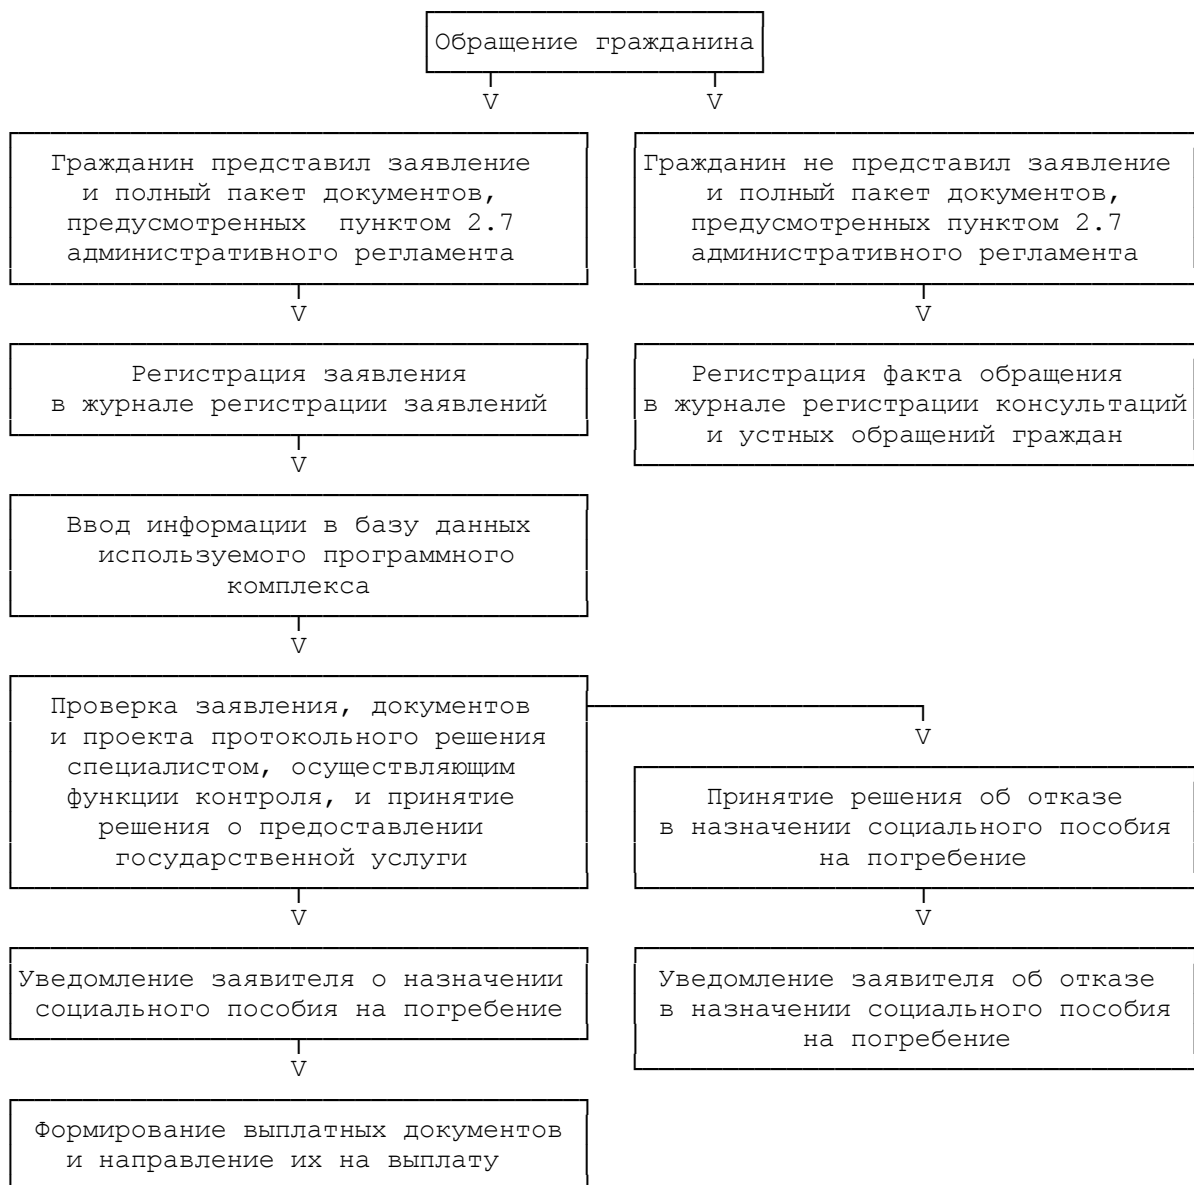 Обращение гражданина
V
V
Гражданин представил заявление
и полный пакет документов,
предусмотренных пунктом 2.7
административного регламента
Гражданин не представил заявление
и полный пакет документов,
предусмотренных пунктом 2.7
административного регламента
V
V
Регистрация заявления
в журнале регистрации заявлений
Регистрация факта обращения
в журнале регистрации консультаций
и устных обращений граждан
V
Ввод информации в базу данных
используемого программного
комплекса
V
Проверка заявления, документов
и проекта протокольного решения
специалистом, осуществляющим
функции контроля, и принятие
решения о предоставлении
государственной услуги
V
Принятие решения об отказе
в назначении социального пособия
на погребение
V
V
Уведомление заявителя о назначении
социального пособия на погребение
Уведомление заявителя об отказе
в назначении социального пособия
на погребение
V
Формирование выплатных документов
и направление их на выплату